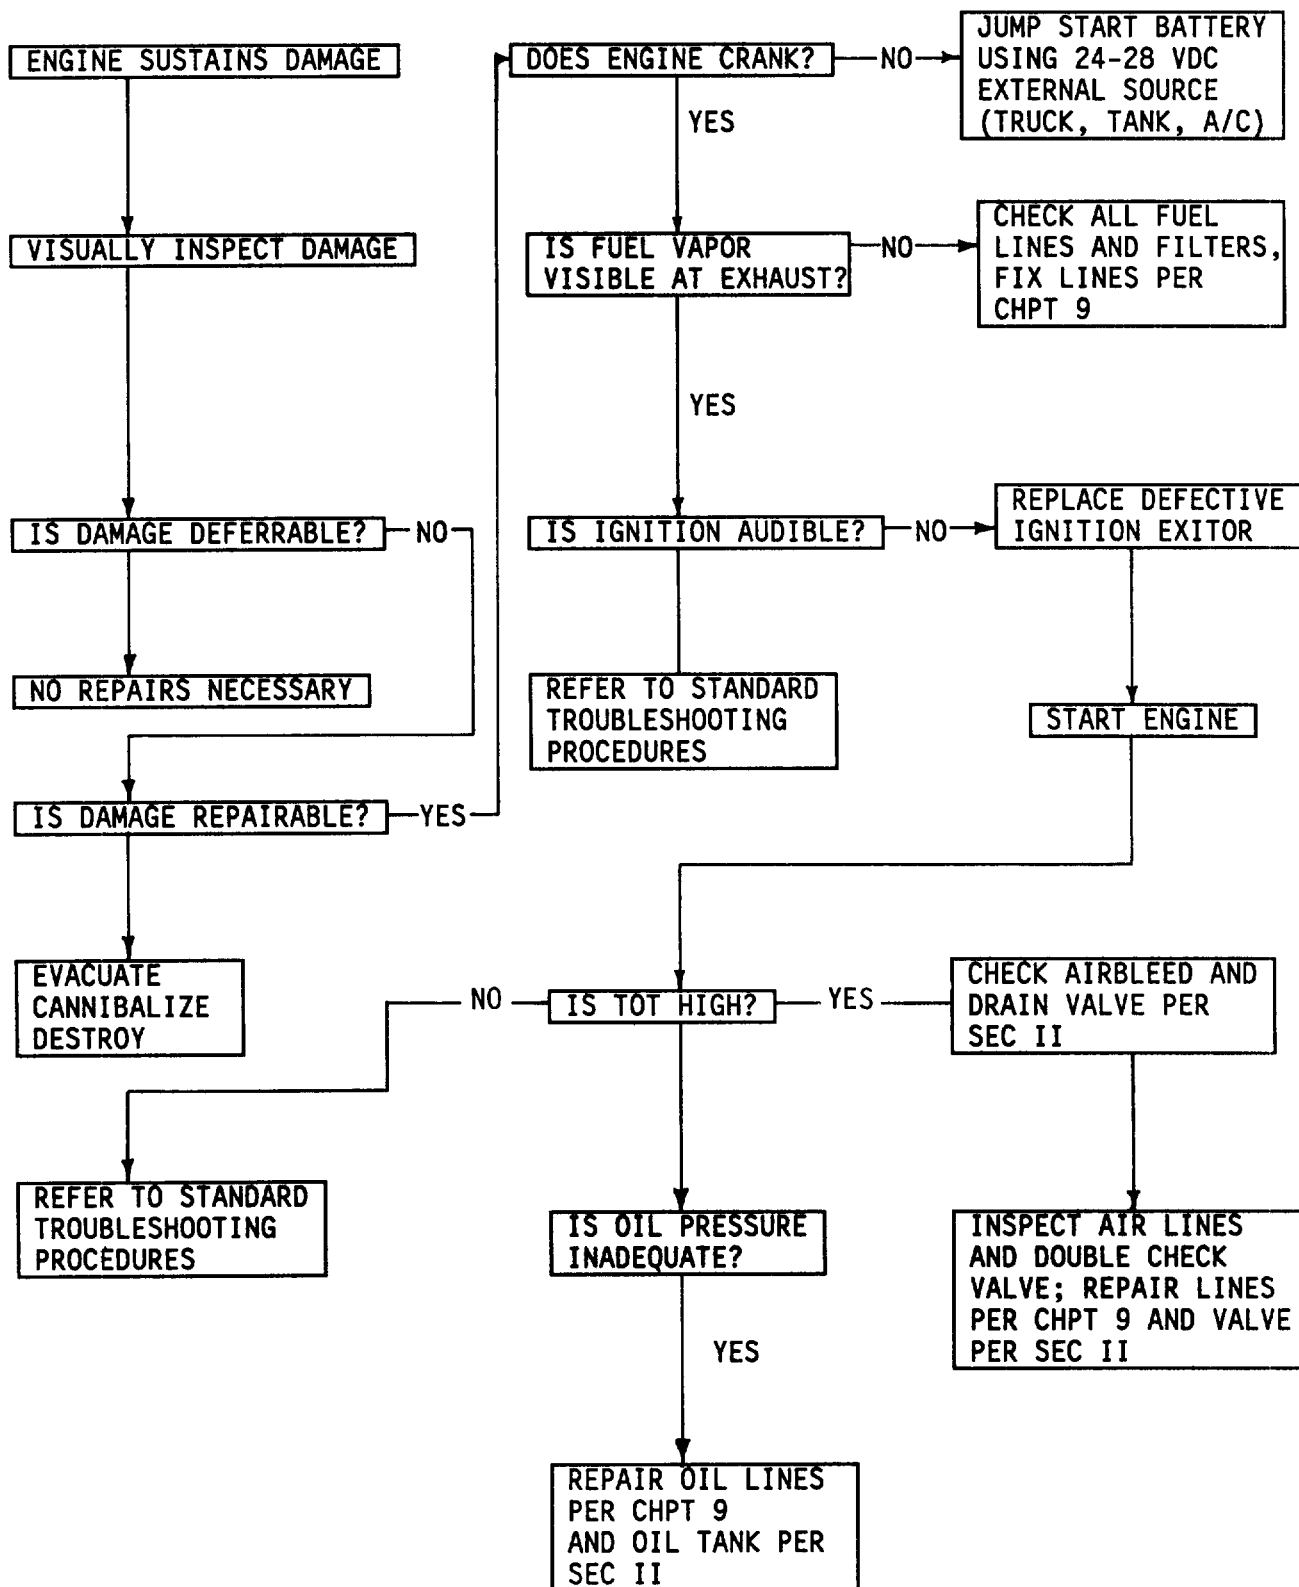 ENGINE SUSTAINS DAMAGE
VISUALLY INSPECT DAMAGE
IS DAMAGE DEFERRABLE?
NO
NO REPAIRS NECESSARY
IS DAMAGE REPAIRABLE?
YES
EVACUATE
CANNIBALIZE
DESTROY
DOES ENGINE CRANK?
NO
JUMP START BATTERY
USING 24-28 VDC
EXTERNAL SOURCE
(TRUCK, TANK, A/C)
YES
IS FUEL VAPOR
VISIBLE AT EXHAUST?
NO
CHECK ALL FUEL
LINES AND FILTERS,
FIX LINES PER
CHPT 9
YES
IS IGNITION AUDIBLE?
NO
REPLACE DEFECTIVE
IGNITION EXITOR
REFER TO STANDARD
TROUBLESHOOTING
PROCEDURES
START ENGINE
IS TOT HIGH?
NO
REFER TO STANDARD
TROUBLESHOOTING
PROCEDURES
YES
CHECK AIRBLEED AND
DRAIN VALVE PER
SEC II
INSPECT AIR LINES
AND DOUBLE CHECK
VALVE; REPAIR LINES
PER CHPT 9 AND VALVE
PER SEC II
IS OIL PRESSURE
INADEQUATE?
YES
REPAIR OIL LINES
PER CHPT 9
AND OIL TANK PER
SEC II